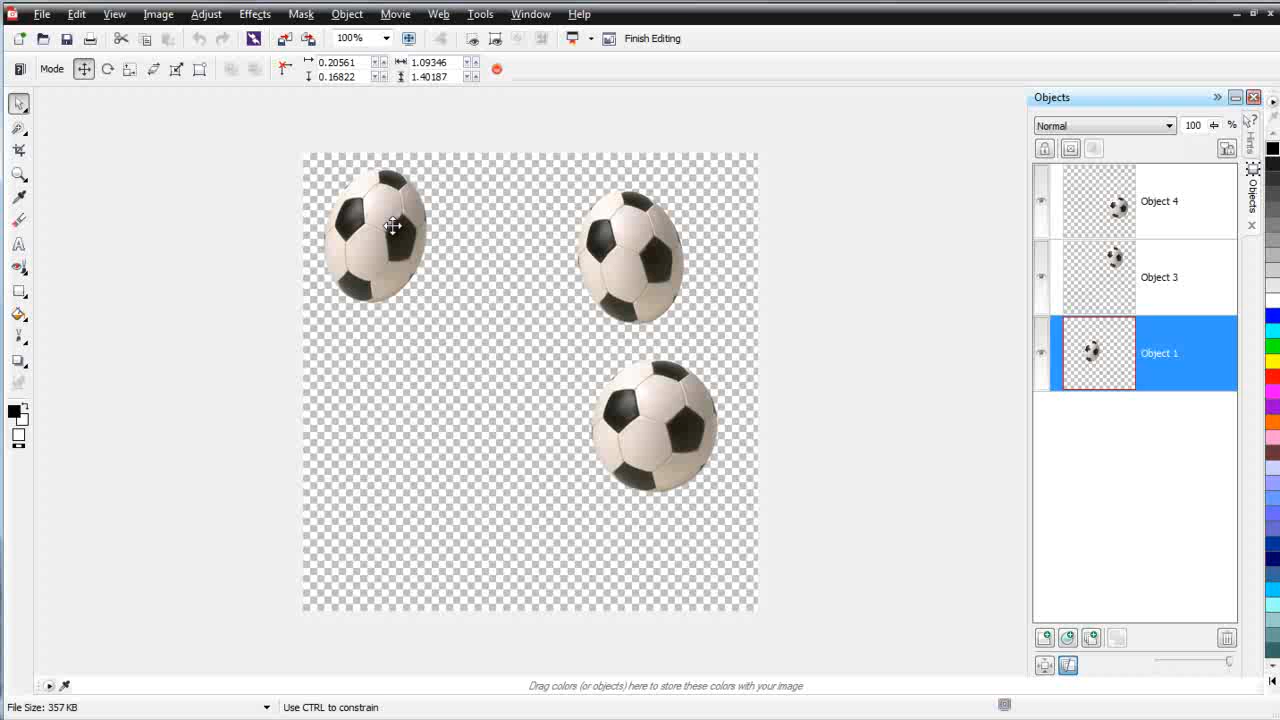 File Edit View Image Adjust Effects Mask Object Movie Web Tools Window Help
100% Finish Editing
Mode 0.20561 1.09346
0.16822 1.40187
Objects
Normal 100 %
Hints
Objects
Object 4
Object 3
Object 1
Drag colors (or objects) here to store these colors with your image
File Size: 357 KB Use CTRL to constrain